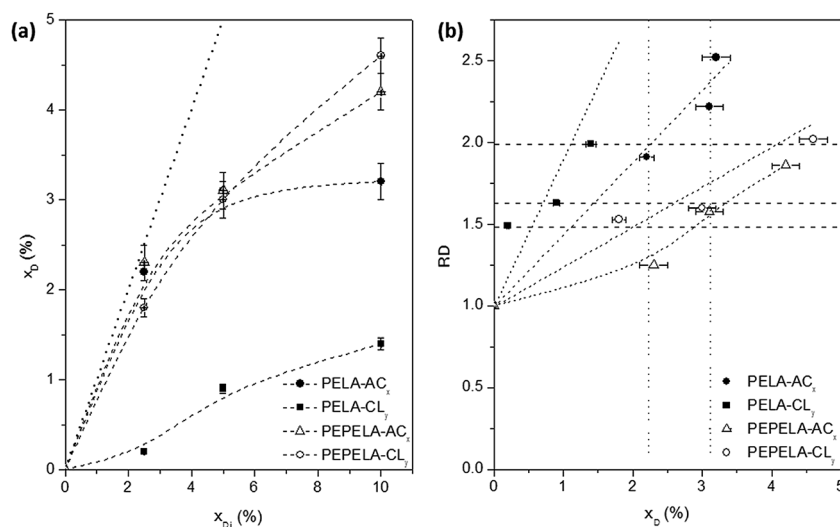 (a)
5
4
3
2
1
0
x_D (%)
0 2 4 6 8 10
x_Di (%)
PELA-AC_x
PELA-CL_y
PEPELA-AC_x
PEPELA-CL_y
(b)
2.5
2.0
1.5
1.0
0.5
0.0
RD
0 1 2 3 4 5
x_D (%)
PELA-AC_x
PELA-CL_y
PEPELA-AC_x
PEPELA-CL_y